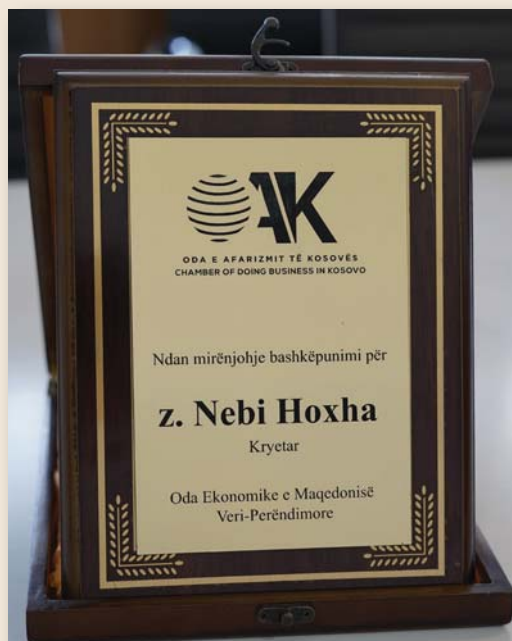 OAK
ODA E AFARIZMIT TË KOSOVËS
CHAMBER OF DOING BUSINESS IN KOSOVO
Ndan mirënjohje bashkëpunimi për
z. Nebi Hoxha
Kryetar
Oda Ekonomike e Maqedonisë
Veri-Perëndimore